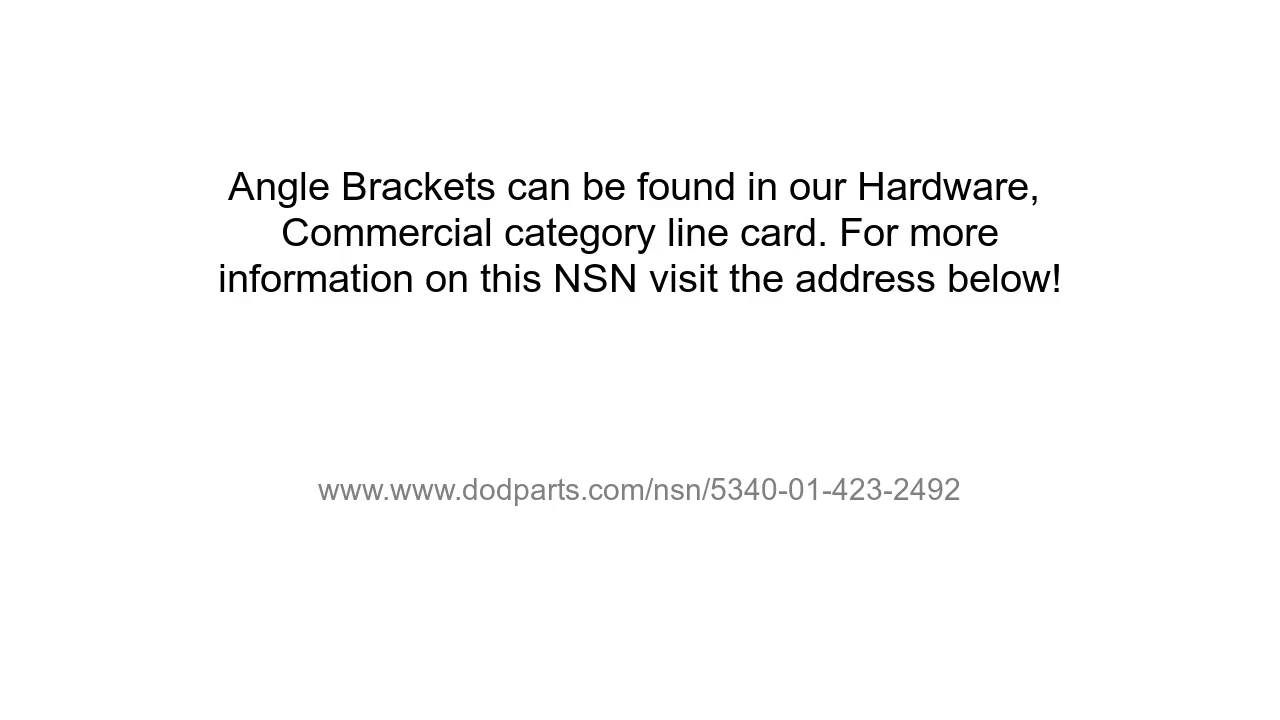 Angle Brackets can be found in our Hardware,
Commercial category line card. For more
information on this NSN visit the address below!
www.www.dodparts.com/nsn/5340-01-423-2492